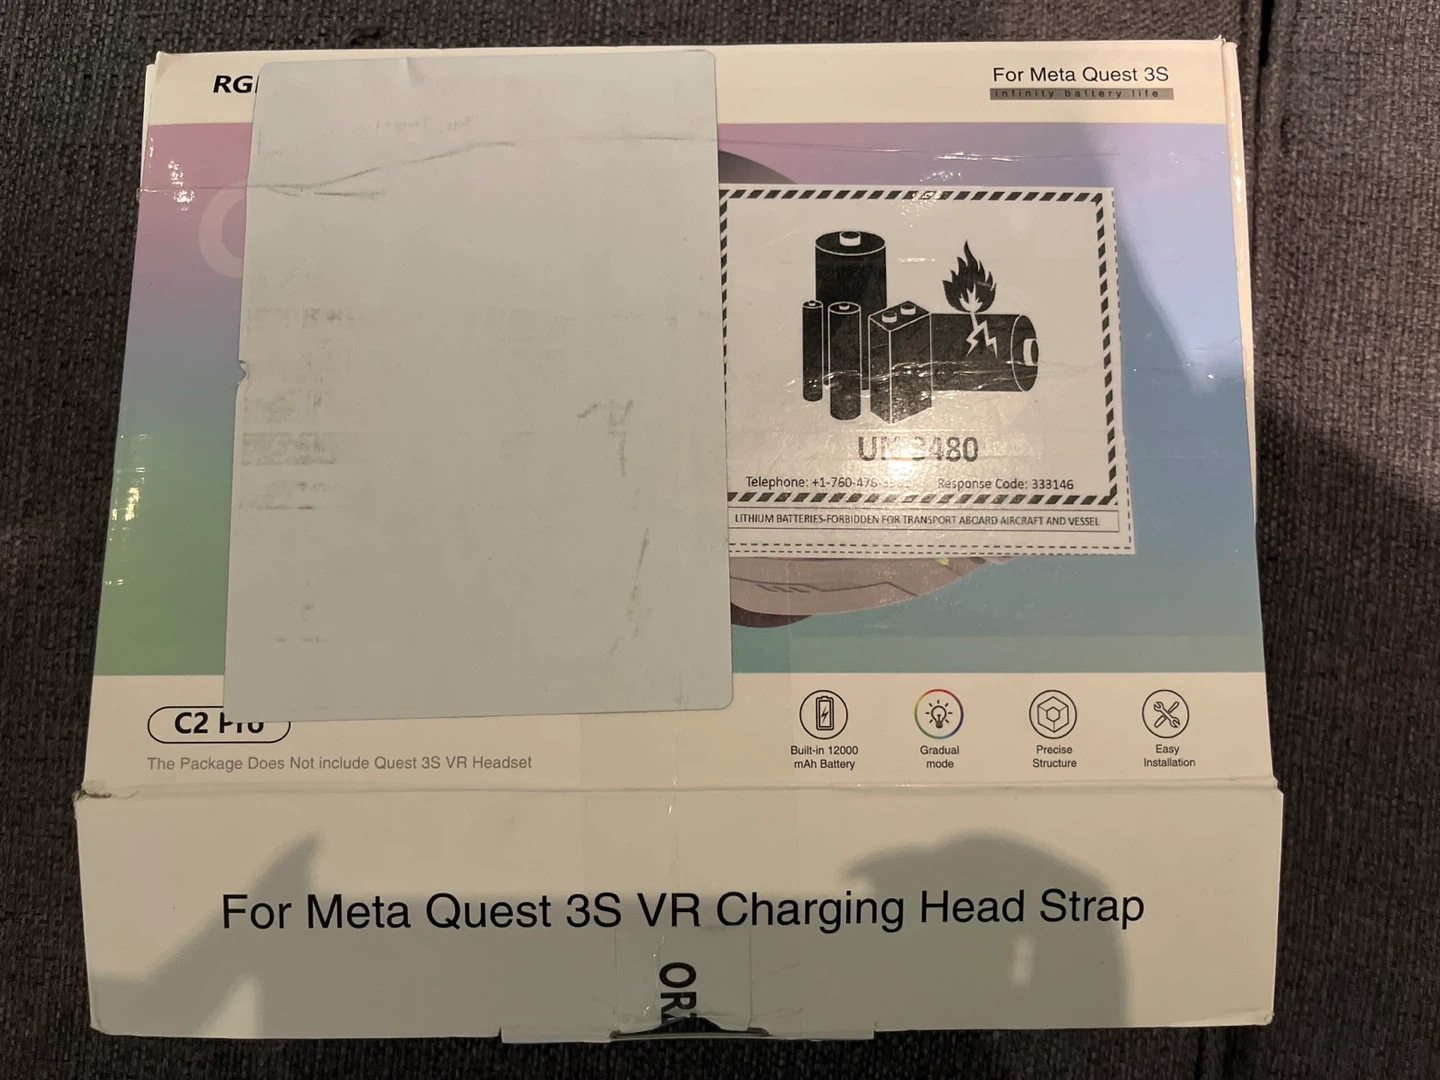 For Meta Quest 3S
infinity battery life
Telephone: +1-760-476- Response Code: 333146
LITHIUM BATTERIES-FORBIDDEN FOR TRANSPORT ABOARD AIRCRAFT AND VESSEL
C2 Pro
The Package Does Not include Quest 3S VR Headset
Built-in 12000
mAh Battery
Gradual
mode
Precise
Structure
Easy
Installation
For Meta Quest 3S VR Charging Head Strap